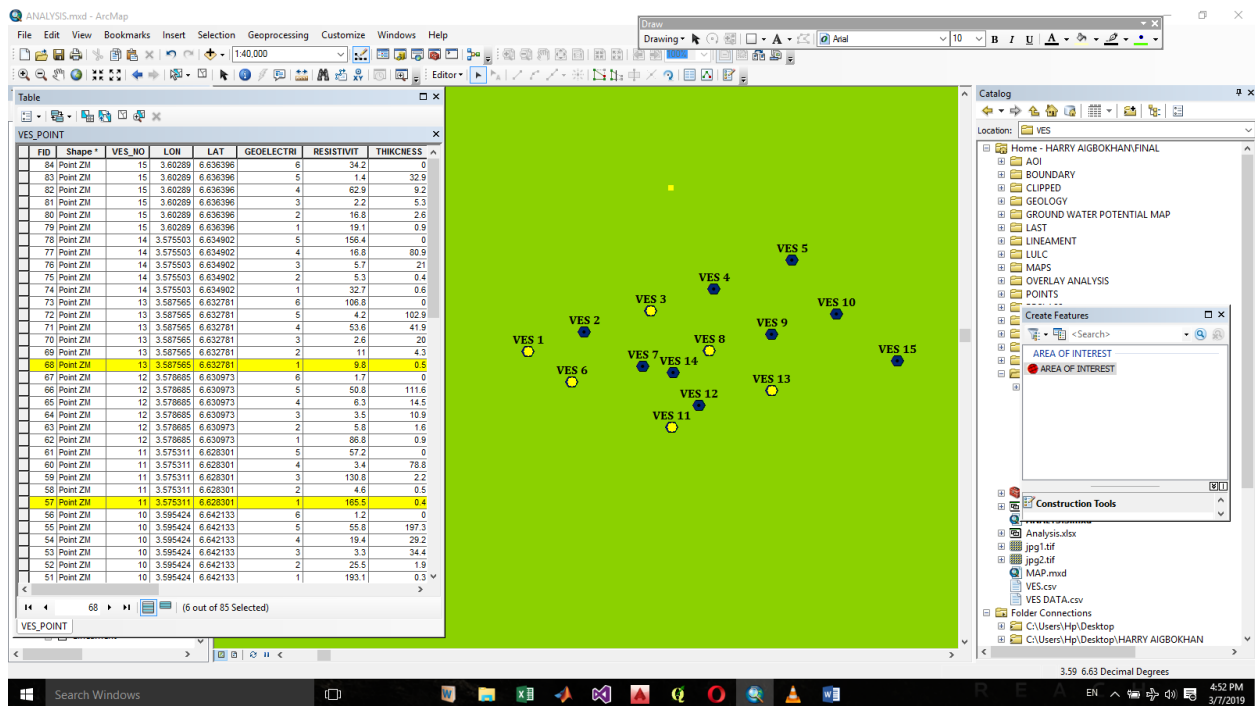 ANALYSIS.mxd - ArcMap
File Edit View Bookmarks Insert Selection Geoprocessing Customize Windows Help
Draw
Drawing A Arial 10 B I U A
1:40,000
Editor
Table
VES_POINT
FID Shape * VES_NO LON LAT GEOELECTRI RESISTIVIT THIKCNESS
84 Point ZM 15 3.60289 6.636396 6 34.2 0
83 Point ZM 15 3.60289 6.636396 5 1.4 32.9
82 Point ZM 15 3.60289 6.636396 4 62.9 9.2
81 Point ZM 15 3.60289 6.636396 3 2.2 5.3
80 Point ZM 15 3.60289 6.636396 2 16.8 2.6
79 Point ZM 15 3.60289 6.636396 1 19.1 0.9
78 Point ZM 14 3.575503 6.634902 5 156.4 0
77 Point ZM 14 3.575503 6.634902 4 16.8 80.9
76 Point ZM 14 3.575503 6.634902 3 5.7 21
75 Point ZM 14 3.575503 6.634902 2 5.3 0.4
74 Point ZM 14 3.575503 6.634902 1 32.7 0.6
73 Point ZM 13 3.587565 6.632781 6 106.8 0
72 Point ZM 13 3.587565 6.632781 5 4.2 102.9
71 Point ZM 13 3.587565 6.632781 4 53.6 41.9
70 Point ZM 13 3.587565 6.632781 3 2.6 20
69 Point ZM 13 3.587565 6.632781 2 11 4.3
68 Point ZM 13 3.587565 6.632781 1 9.8 0.5
67 Point ZM 12 3.578685 6.630973 6 1.7 0
66 Point ZM 12 3.578685 6.630973 5 50.8 111.6
65 Point ZM 12 3.578685 6.630973 4 6.3 14.5
64 Point ZM 12 3.578685 6.630973 3 3.5 10.9
63 Point ZM 12 3.578685 6.630973 2 5.8 1.6
62 Point ZM 12 3.578685 6.630973 1 86.8 0.9
61 Point ZM 11 3.575311 6.628301 5 57.2 0
60 Point ZM 11 3.575311 6.628301 4 3.4 78.8
59 Point ZM 11 3.575311 6.628301 3 130.8 2.2
58 Point ZM 11 3.575311 6.628301 2 4.6 0.5
57 Point ZM 11 3.575311 6.628301 1 165.5 0.4
56 Point ZM 10 3.595424 6.642133 6 1.2 0
55 Point ZM 10 3.595424 6.642133 5 55.8 197.3
54 Point ZM 10 3.595424 6.642133 4 19.4 29.2
53 Point ZM 10 3.595424 6.642133 3 3.3 34.4
52 Point ZM 10 3.595424 6.642133 2 25.5 1.9
51 Point ZM 10 3.595424 6.642133 1 193.1 0.3
68 (6 out of 85 Selected)
VES_POINT
VES 5
VES 4
VES 3
VES 10
VES 2
VES 9
VES 1
VES 8
VES 15
VES 7
VES 14
VES 6
VES 13
VES 12
VES 11
Catalog
Location: VES
Home - HARRY AIGBOKHAN\FINAL
AOI
BOUNDARY
CLIPPED
GEOLOGY
GROUND WATER POTENTIAL MAP
LAST
LINEAMENT
LULC
MAPS
OVERLAY ANALYSIS
POINTS
Create Features
<Search>
AREA OF INTEREST
AREA OF INTEREST
Construction Tools
Analysis.xlsx
jpg1.tif
jpg2.tif
MAP.mxd
VES.csv
VES DATA.csv
Folder Connections
C:\Users\Hp\Desktop
C:\Users\Hp\Desktop\HARRY AIGBOKHAN
3.59 6.63 Decimal Degrees
Search Windows
EN 4:52 PM
3/7/2019